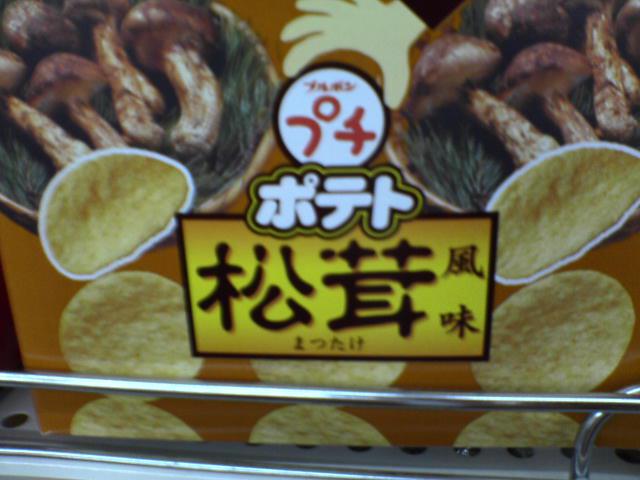 ブルボン
プチ
ポテト
松茸風味
まつたけ